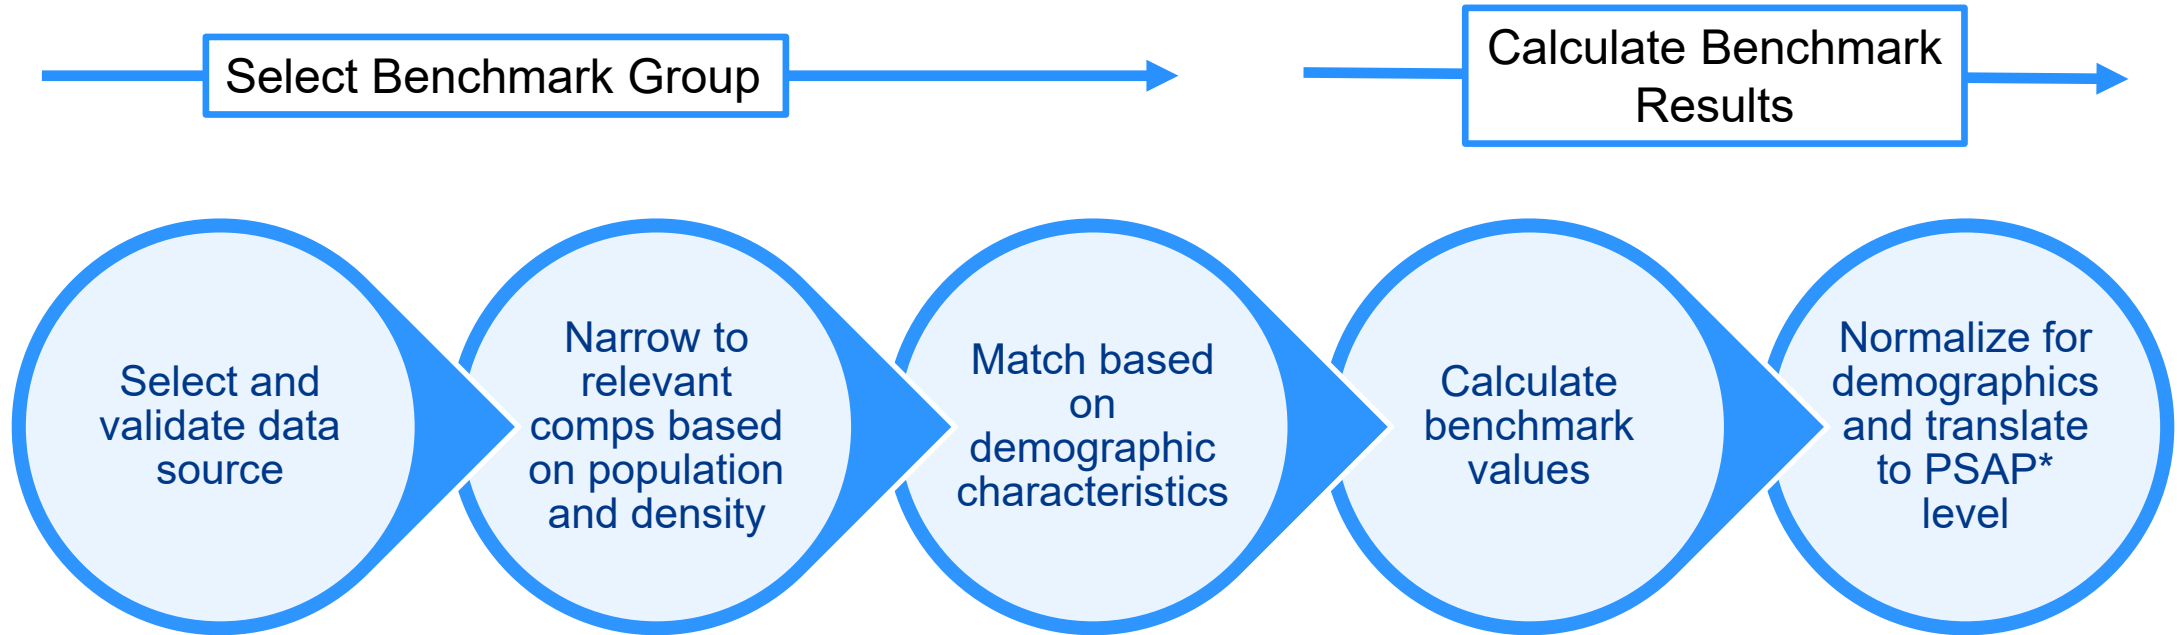 Select Benchmark Group
Calculate Benchmark
Results
Select and
validate data
source
Narrow to
relevant
comps based
on population
and density
Match based
on
demographic
characteristics
Calculate
benchmark
values
Normalize for
demographics
and translate
to PSAP*
level